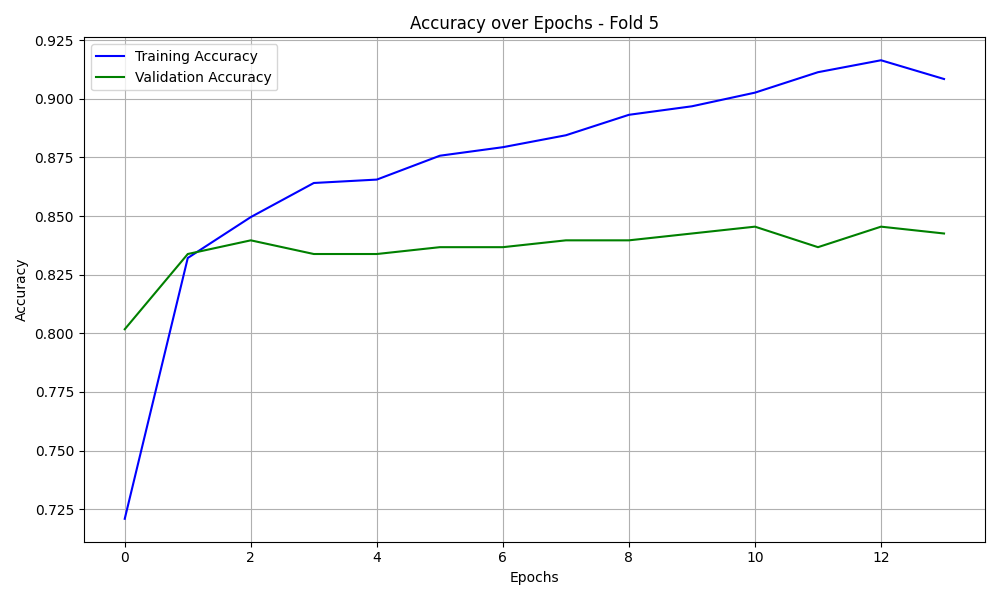 Accuracy over Epochs - Fold 5
Training Accuracy
Validation Accuracy
Accuracy
0.925
0.900
0.875
0.850
0.825
0.800
0.775
0.750
0.725
0 2 4 6 8 10 12
Epochs